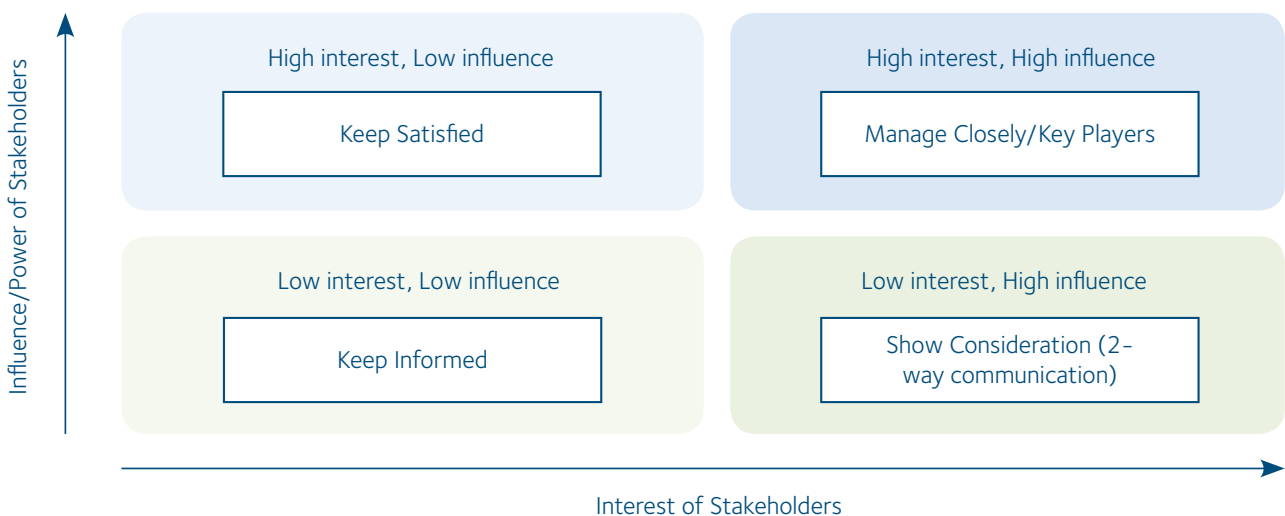 Influence/Power of Stakeholders
High interest, Low influence
Keep Satisfied
High interest, High influence
Manage Closely/Key Players
Low interest, Low influence
Keep Informed
Low interest, High influence
Show Consideration (2-
way communication)
Interest of Stakeholders